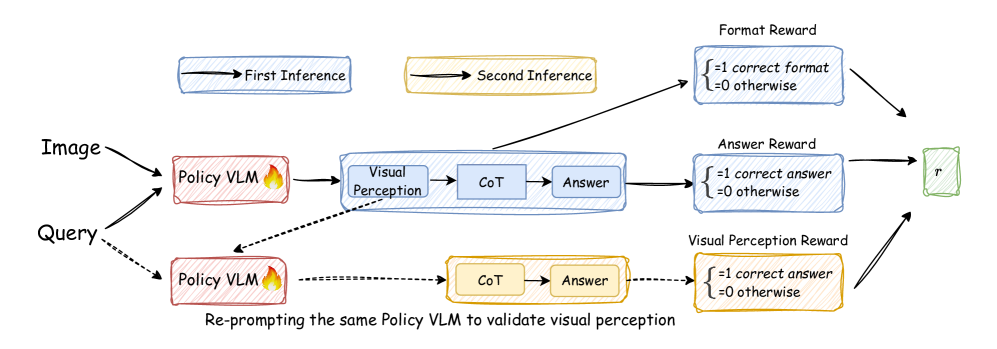 Format Reward
First Inference
Second Inference
=1 correct format
=0 otherwise
Image
Query
Policy VLM
Visual
Perception
CoT
Answer
Answer Reward
=1 correct answer
=0 otherwise
r
Visual Perception Reward
Policy VLM
CoT
Answer
=1 correct answer
=0 otherwise
Re-prompting the same Policy VLM to validate visual perception